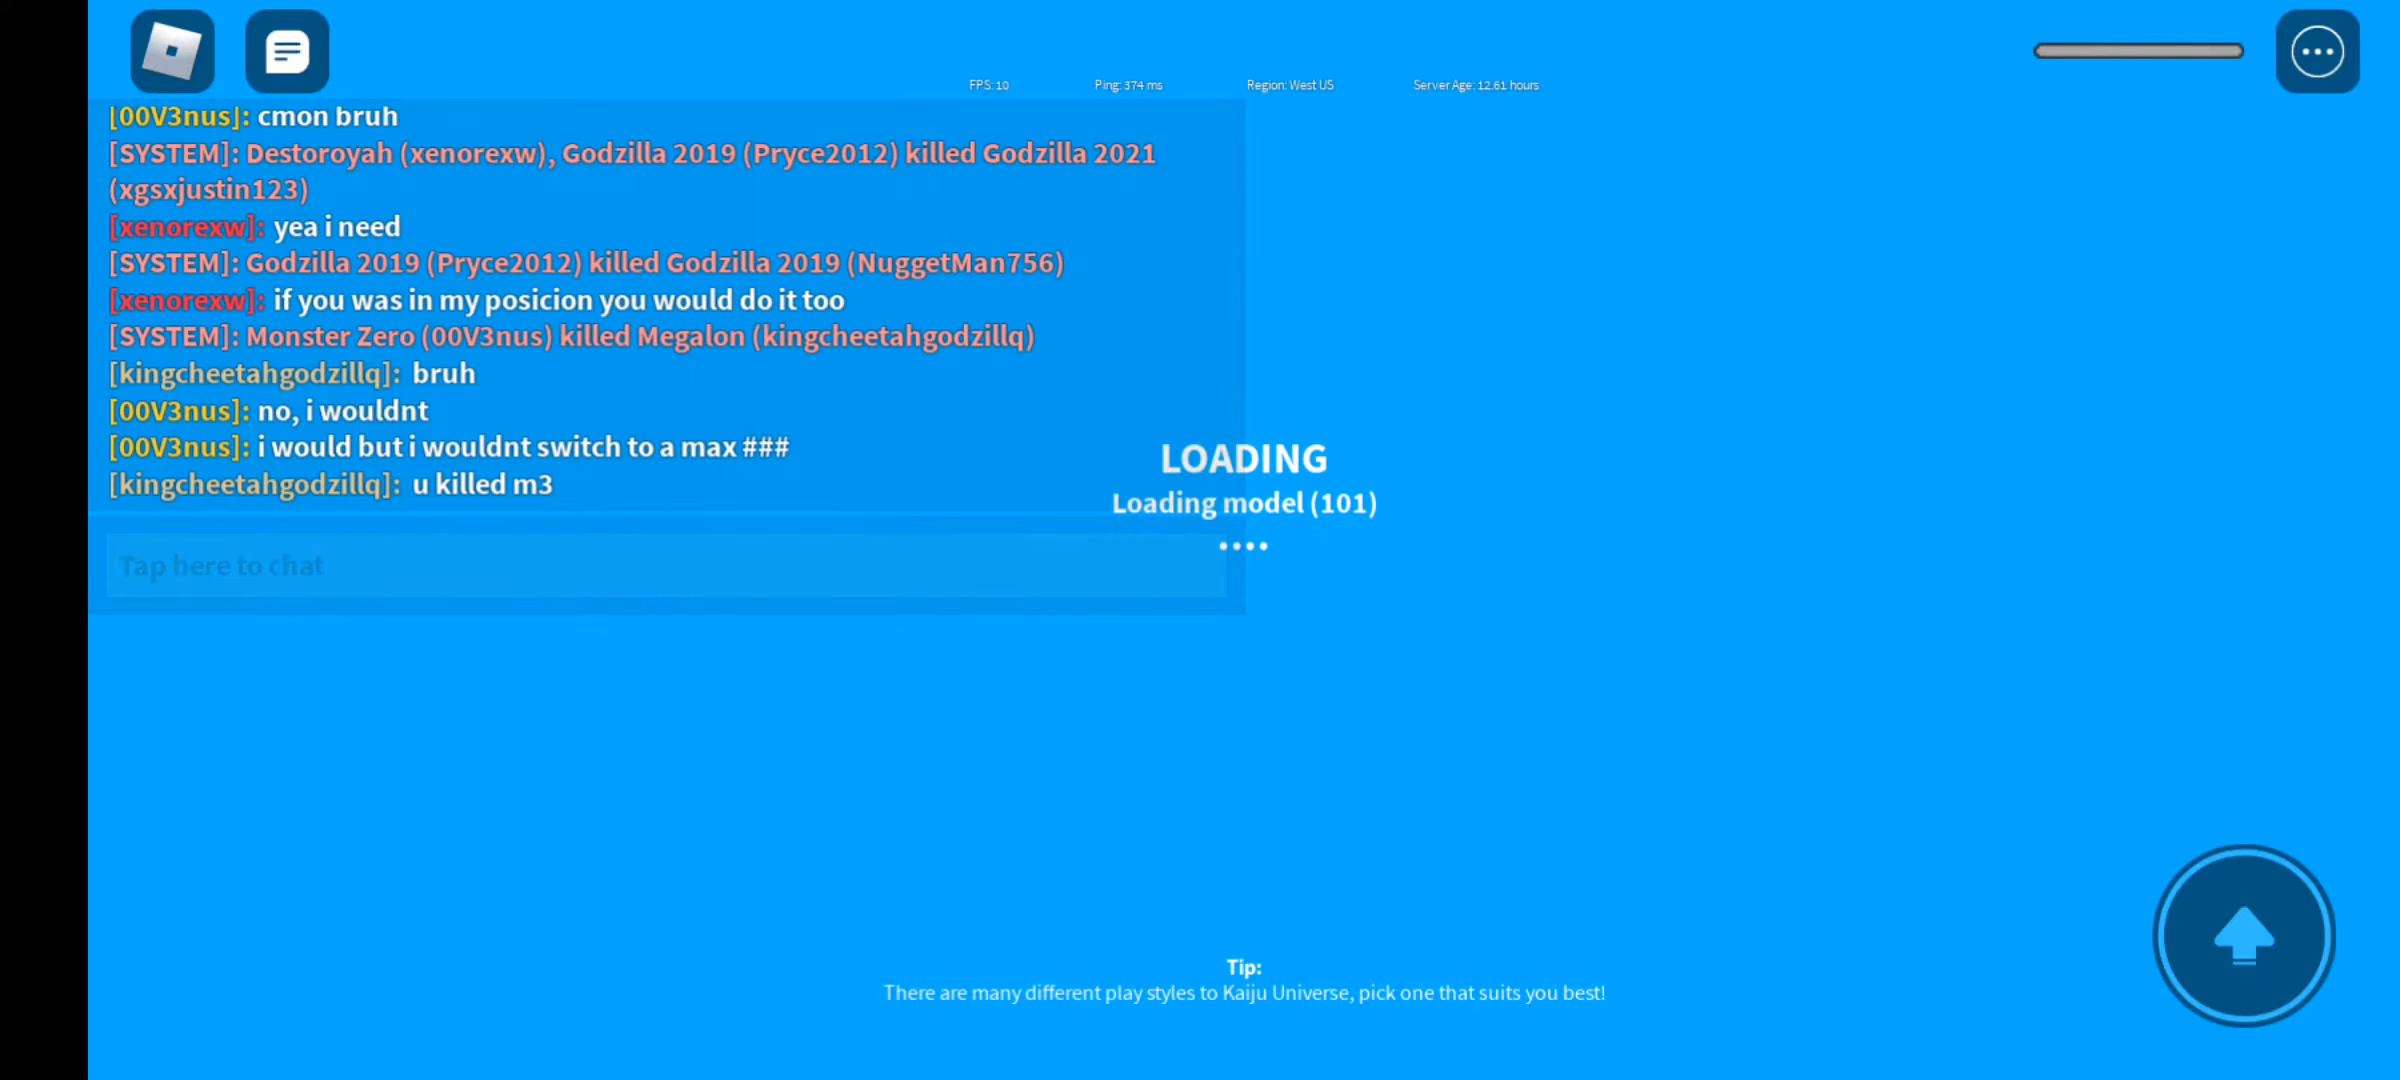 FPS: 10 Ping: 374 ms Region: West US Server Age: 12.61 hours
[00V3nus]: cmon bruh
[SYSTEM]: Destoroyah (xenorexw), Godzilla 2019 (Pryce2012) killed Godzilla 2021
(xgsxjustin123)
[xenorexw]: yea i need
[SYSTEM]: Godzilla 2019 (Pryce2012) killed Godzilla 2019 (NuggetMan756)
[xenorexw]: if you was in my posicion you would do it too
[SYSTEM]: Monster Zero (00V3nus) killed Megalon (kingcheetahgodzillq)
[kingcheetahgodzillq]: bruh
[00V3nus]: no, i wouldnt
[00V3nus]: i would but i wouldnt switch to a max ###
[kingcheetahgodzillq]: u killed m3
Tap here to chat
LOADING
Loading model (101)
....
Tip:
There are many different play styles to Kaiju Universe, pick one that suits you best!